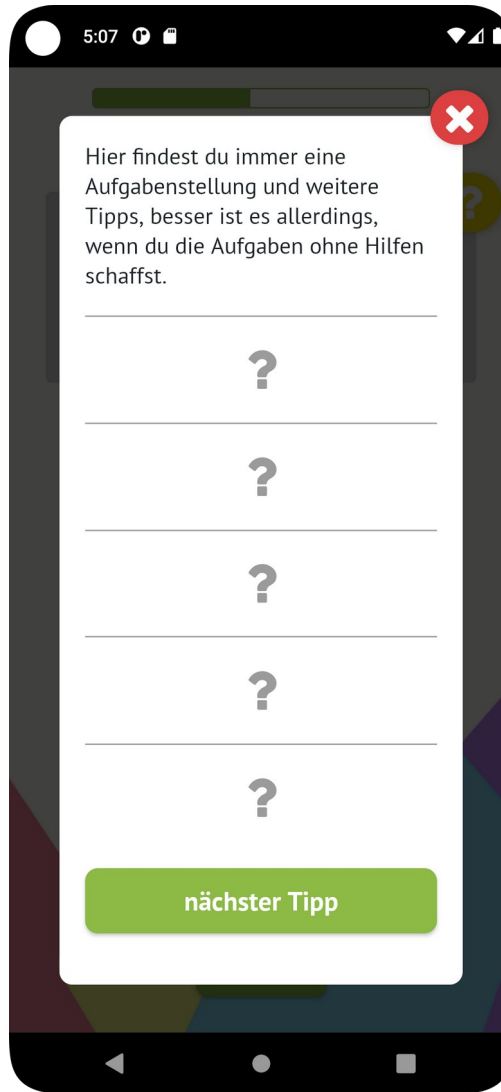 5:07
Hier findest du immer eine
Aufgabenstellung und weitere
Tipps, besser ist es allerdings,
wenn du die Aufgaben ohne Hilfen
schaffst.
?
?
?
?
?
?
nächster Tipp